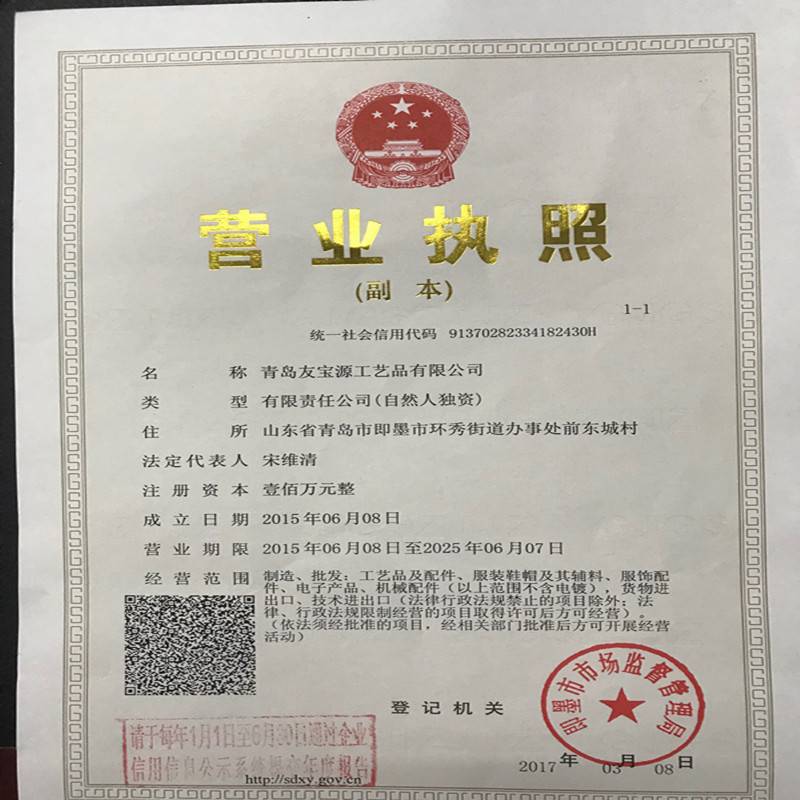 营业执照
(副 本)
1-1
统一社会信用代码 91370282334182430H
名 称 青岛友宝源工艺品有限公司
类 型 有限责任公司(自然人独资)
住 所 山东省青岛市即墨市环秀街道办事处前东城村
法定代表人 宋维清
注册资本 壹佰万元整
成立日期 2015年06月08日
营业期限 2015年06月08日至2025年06月07日
经营范围 制造、批发：工艺品及配件、服装鞋帽及其辅料、服饰配
件、电子产品、机械配件（以上范围不含电镀），货物进
出口、技术进出口（法律行政法规禁止的项目除外；法
律、行政法规限制经营的项目取得许可后方可经营）。
（依法须经批准的项目，经相关部门批准后方可开展经营
活动）
登记机关
即墨市市场监督管理局
2017年03月08日
请于每年1月1日至6月30日通过企业
信用信息公示系统提交年度报告
http://sdxy.gov.cn